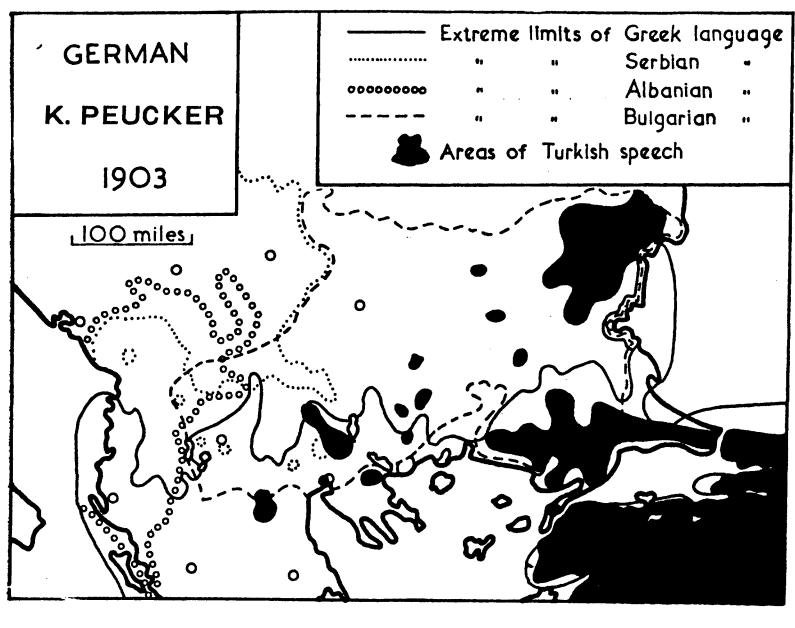 GERMAN
K. PEUCKER
1903
100 miles
Extreme limits of Greek language
" " Serbian "
" " Albanian "
" " Bulgarian "
Areas of Turkish speech